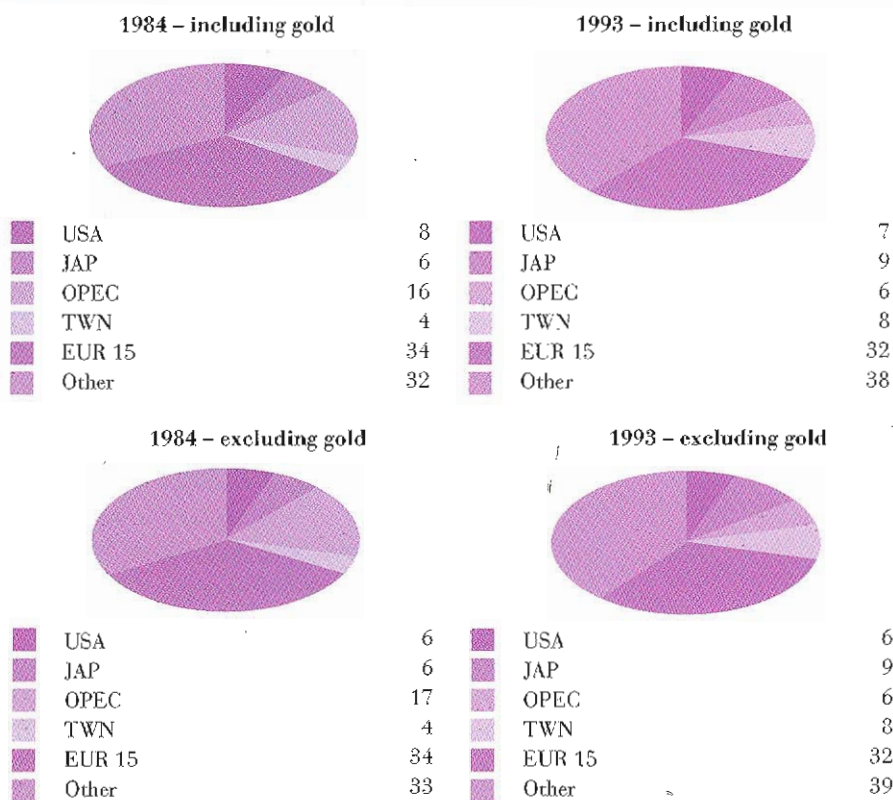 1984 – including gold
USA 8
JAP 6
OPEC 16
TWN 4
EUR 15 34
Other 32
1993 – including gold
USA 7
JAP 9
OPEC 6
TWN 8
EUR 15 32
Other 38
1984 – excluding gold
USA 6
JAP 6
OPEC 17
TWN 4
EUR 15 34
Other 33
1993 – excluding gold
USA 6
JAP 9
OPEC 6
TWN 8
EUR 15 32
Other 39